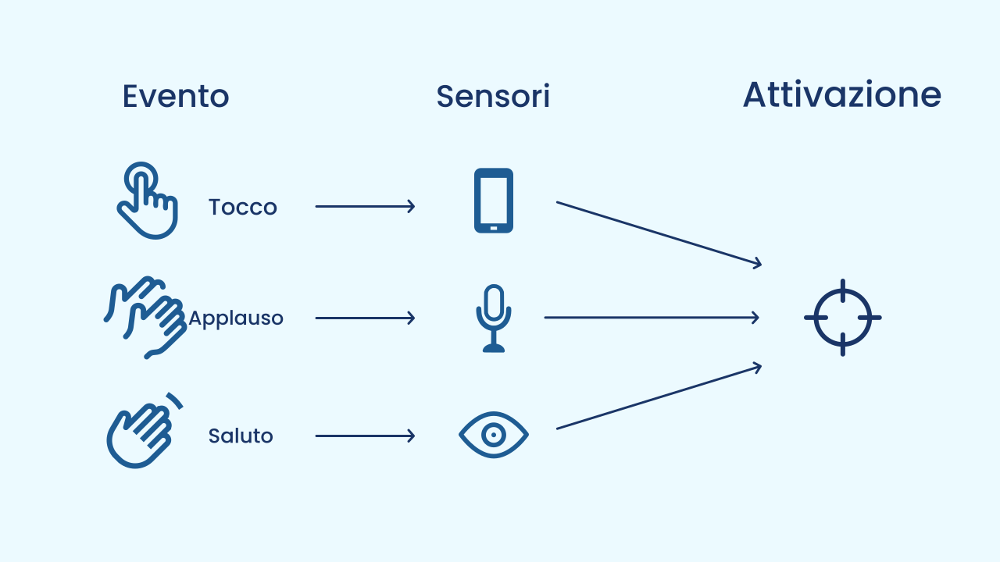 Evento
Sensori
Attivazione
Tocco
Applauso
Saluto